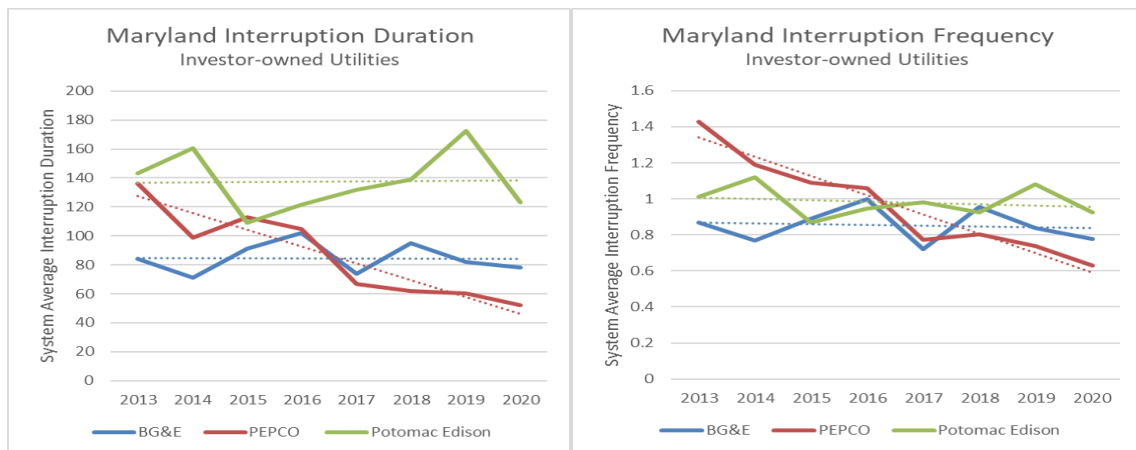 Maryland Interruption Duration
Investor-owned Utilities
System Average Interruption Duration
200
180
160
140
120
100
80
60
40
20
0
2013 2014 2015 2016 2017 2018 2019 2020
BG&E PEPCO Potomac Edison
Maryland Interruption Frequency
Investor-owned Utilities
System Average Interruption Frequency
1.6
1.4
1.2
1
0.8
0.6
0.4
0.2
0
2013 2014 2015 2016 2017 2018 2019 2020
BG&E PEPCO Potomac Edison